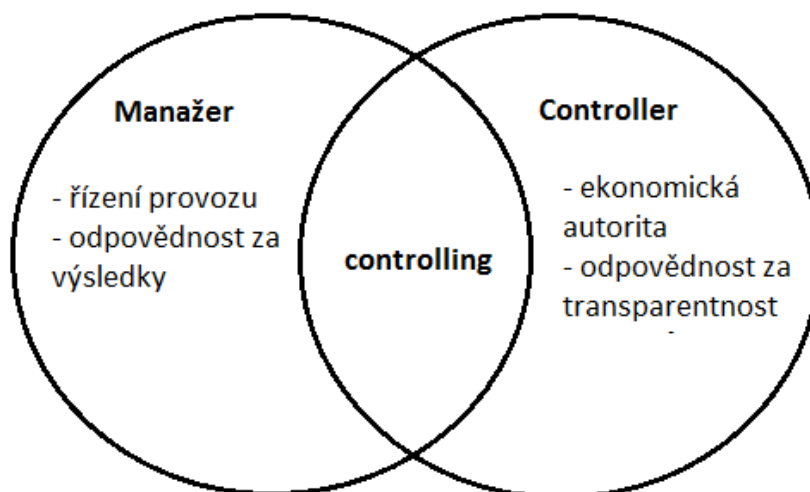 Manažer
- řízení provozu
- odpovědnost za
výsledky
controlling
Controller
- ekonomická
autorita
- odpovědnost za
transparentnost